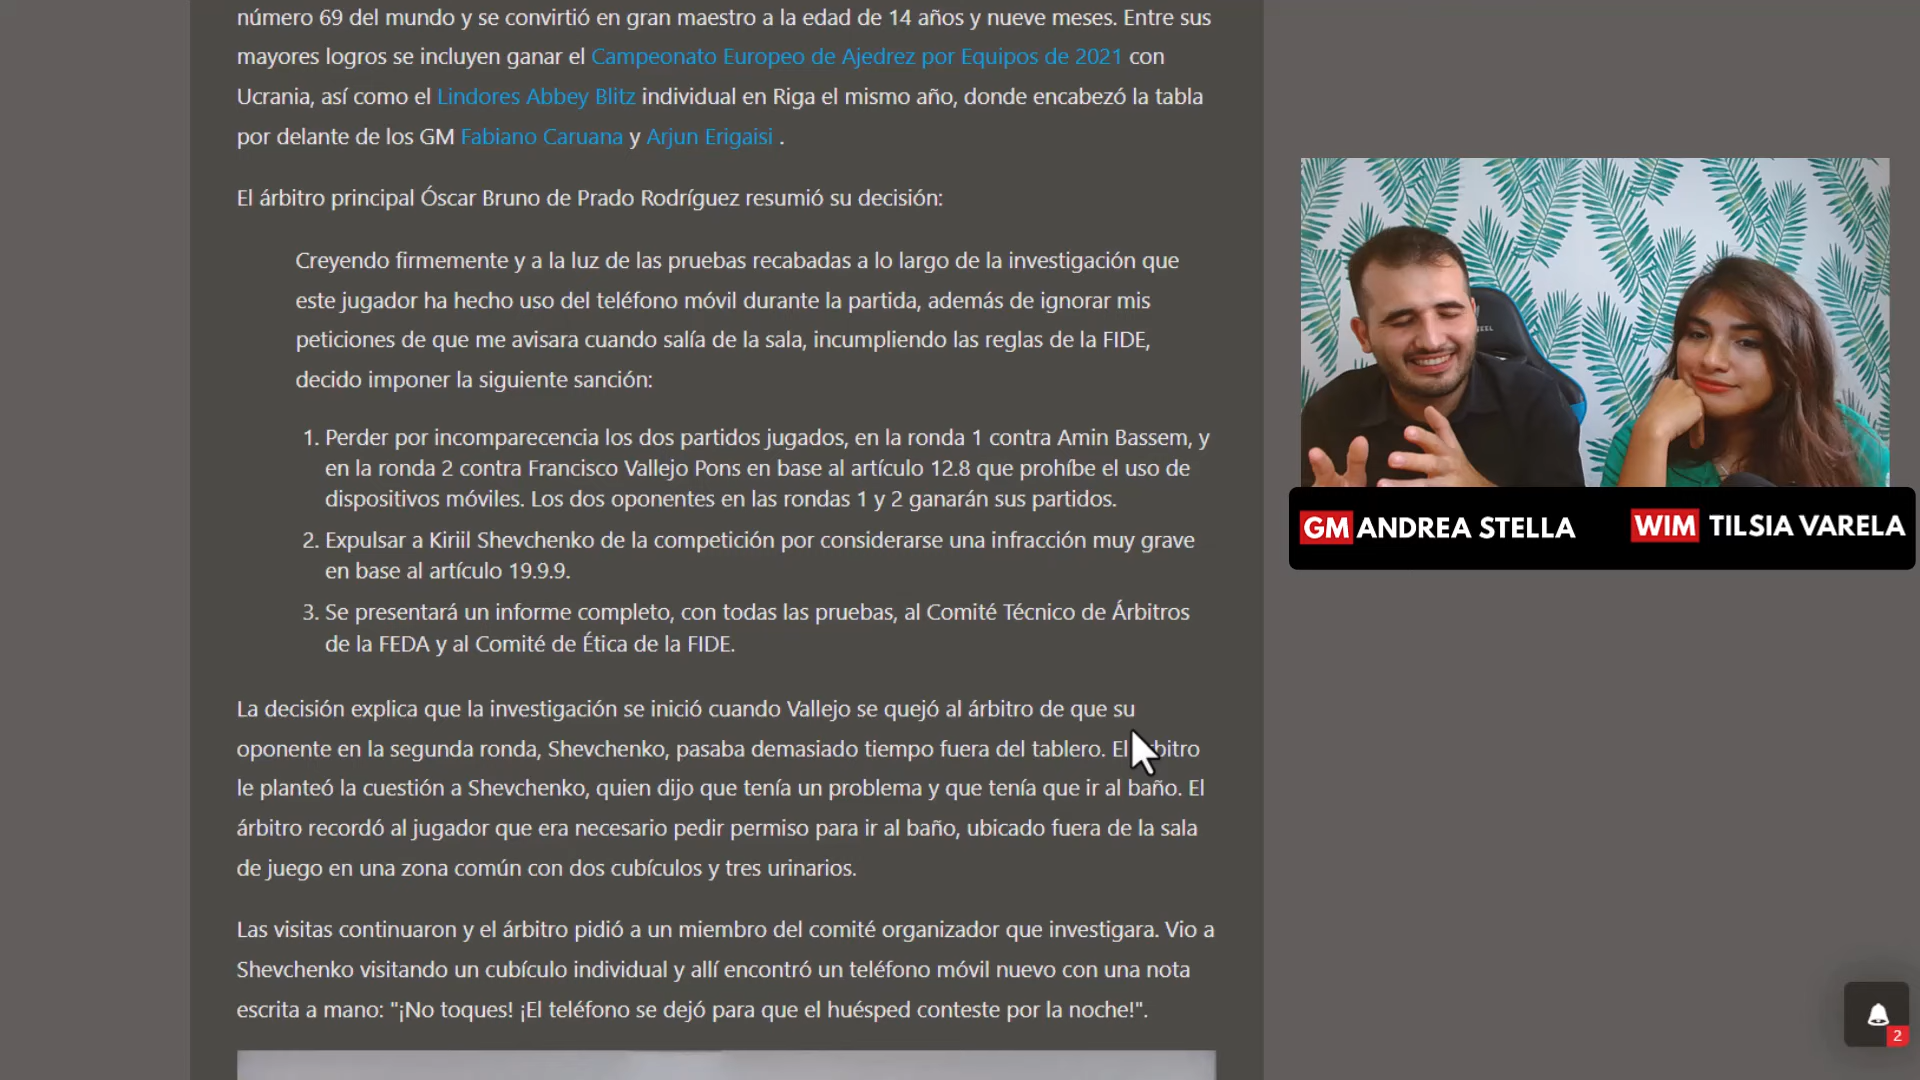 número 69 del mundo y se convirtió en gran maestro a la edad de 14 años y nueve meses. Entre sus
mayores logros se incluyen ganar el Campeonato Europeo de Ajedrez por Equipos de 2021 con
Ucrania, así como el Lindores Abbey Blitz individual en Riga el mismo año, donde encabezó la tabla
por delante de los GM Fabiano Caruana y Arjun Erigaisi .
El árbitro principal Óscar Bruno de Prado Rodríguez resumió su decisión:
Creyendo firmemente y a la luz de las pruebas recabadas a lo largo de la investigación que
este jugador ha hecho uso del teléfono móvil durante la partida, además de ignorar mis
peticiones de que me avisara cuando salía de la sala, incumpliendo las reglas de la FIDE,
decido imponer la siguiente sanción:
1. Perder por incomparecencia los dos partidos jugados, en la ronda 1 contra Amin Bassem, y
en la ronda 2 contra Francisco Vallejo Pons en base al artículo 12.8 que prohíbe el uso de
dispositivos móviles. Los dos oponentes en las rondas 1 y 2 ganarán sus partidos.
2. Expulsar a Kiriil Shevchenko de la competición por considerarse una infracción muy grave
en base al artículo 19.9.9.
3. Se presentará un informe completo, con todas las pruebas, al Comité Técnico de Árbitros
de la FEDA y al Comité de Ética de la FIDE.
La decisión explica que la investigación se inició cuando Vallejo se quejó al árbitro de que su
oponente en la segunda ronda, Shevchenko, pasaba demasiado tiempo fuera del tablero. El
le planteó la cuestión a Shevchenko, quien dijo que tenía un problema y que tenía que ir al baño. El
árbitro recordó al jugador que era necesario pedir permiso para ir al baño, ubicado fuera de la sala
de juego en una zona común con dos cubículos y tres urinarios.
Las visitas continuaron y el árbitro pidió a un miembro del comité organizador que investigara. Vio a
Shevchenko visitando un cubículo individual y allí encontró un teléfono móvil nuevo con una nota
escrita a mano: "¡No toques! ¡El teléfono se dejó para que el huésped conteste por la noche!".
GM ANDREA STELLA
WIM TILSIA VARELA
2